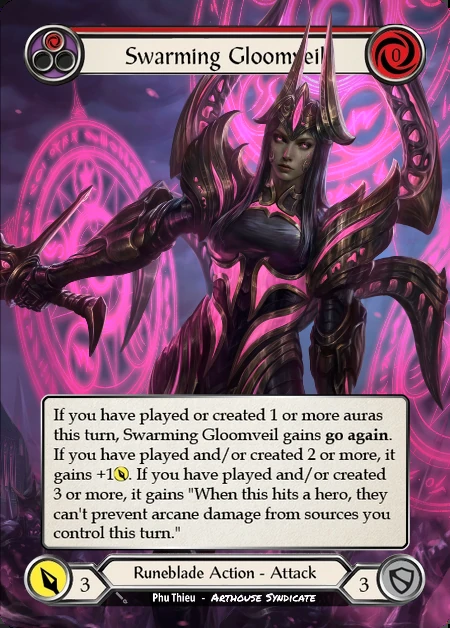 Swarming Gloomveil
0
If you have played or created 1 or more auras
this turn, Swarming Gloomveil gains go again.
If you have played and/or created 2 or more, it
gains +1. If you have played and/or created
3 or more, it gains "When this hits a hero, they
can't prevent arcane damage from sources you
control this turn."
3
Runeblade Action - Attack
3
Phu Thieu - Arthouse Syndicate